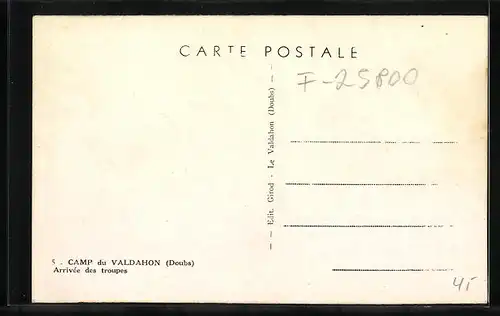 CARTE POSTALE
F-25800
— Edit. Girod - Le Valdahon (Doubs) —
5 - CAMP du VALDAHON (Doubs)
Arrivée des troupes
45